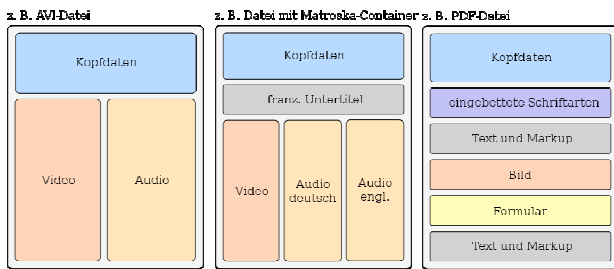 z. B. AVI-Datei
Kopfdaten
Video
Audio
z. B. Datei mit Matroska-Container
Kopfdaten
franz. Untertitel
Video
Audio
deutsch
Audio
engl.
z. B. PDF-Datei
Kopfdaten
eingebettete Schriftarten
Text und Markup
Bild
Formular
Text und Markup